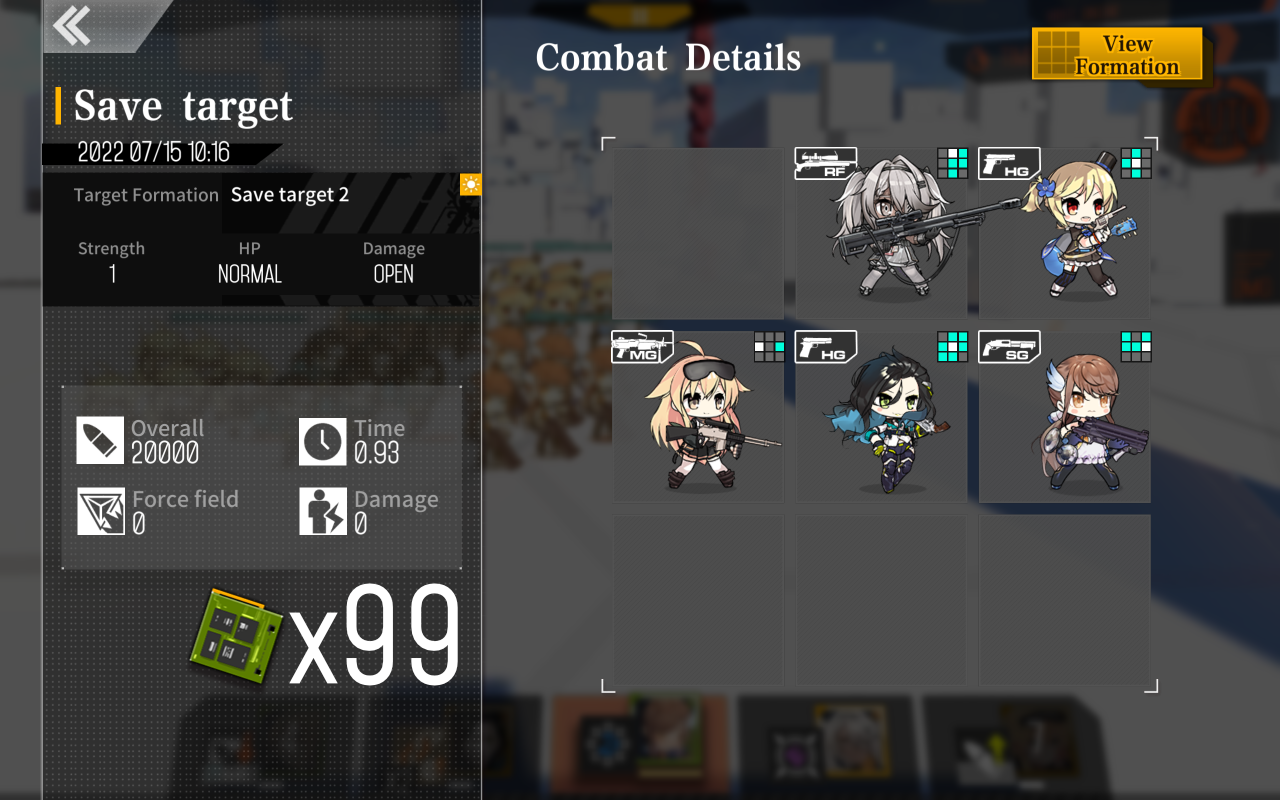 Combat Details
View
Formation
Save target
2022 07/15 10:16
Target Formation Save target 2
Strength HP Damage
1 NORMAL OPEN
RF
HG
MG
HG
SG
Overall
20000
Time
0.93
Force field
0
Damage
0
x99